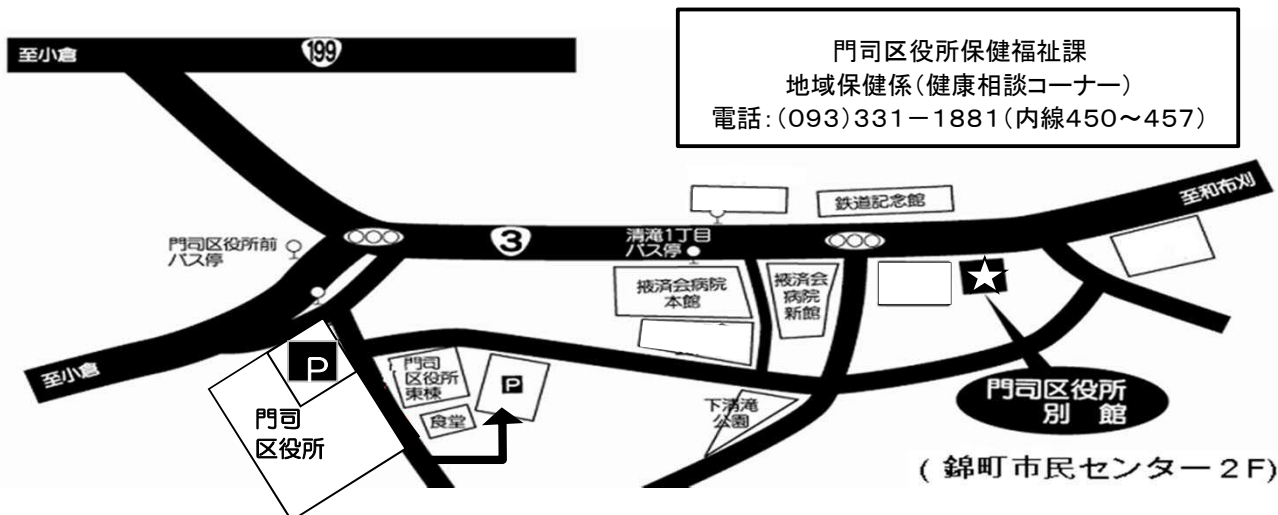 至小倉
199
門司区役所保健福祉課
地域保健係(健康相談コーナー)
電話:(093)331-1881(内線450~457)
至和布刈
鉄道記念館
門司区役所前
バス停
3
清滝1丁目
バス停
掖済会病院
本館
掖済会
病院
新館
至小倉
P
門司
区役所
門司
区役所
東棟
食堂
P
下清滝
公園
門司区役所
別 館
(錦町市民センター2F)